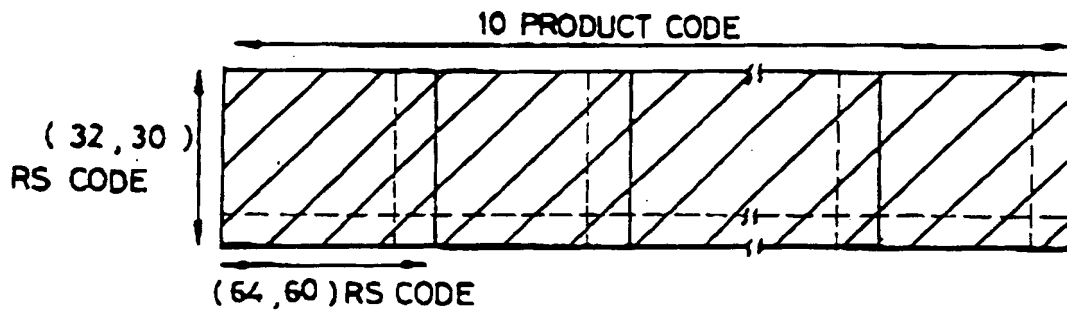 10 PRODUCT CODE
( 32 , 30 )
RS CODE
( 64 , 60 ) RS CODE